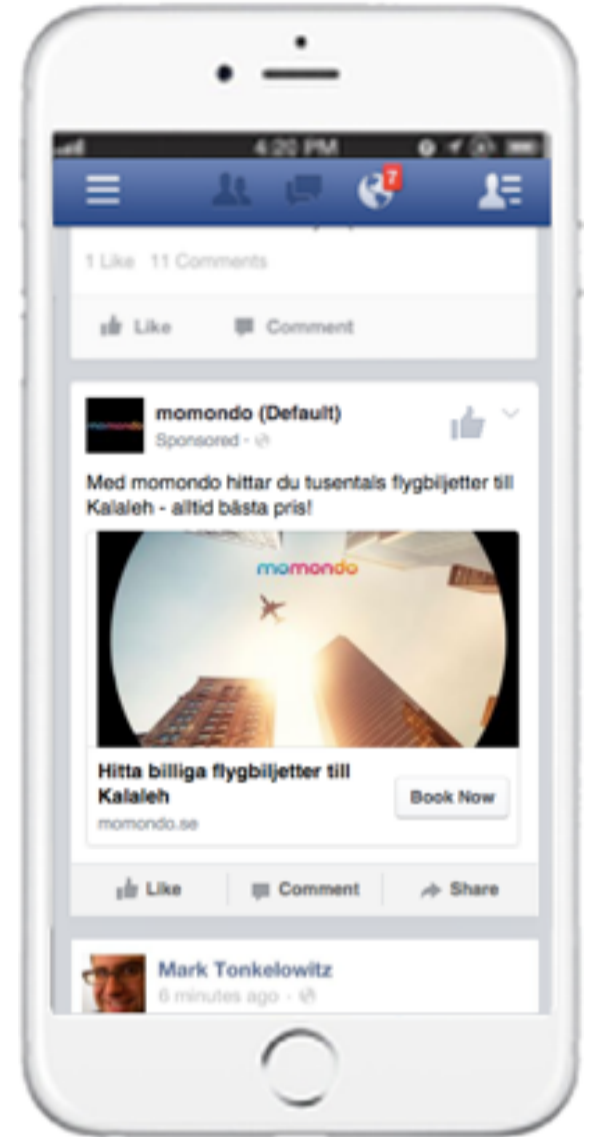 4:20 PM
7
1 Like 11 Comments
Like Comment
momondo
momondo (Default)
Sponsored
Med momondo hittar du tusentals flygbiljetter till
Kalaleh - alltid bästa pris!
momondo
Hitta billiga flygbiljetter till
Kalaleh
Book Now
momondo.se
Like Comment Share
Mark Tonkelowitz
6 minutes ago